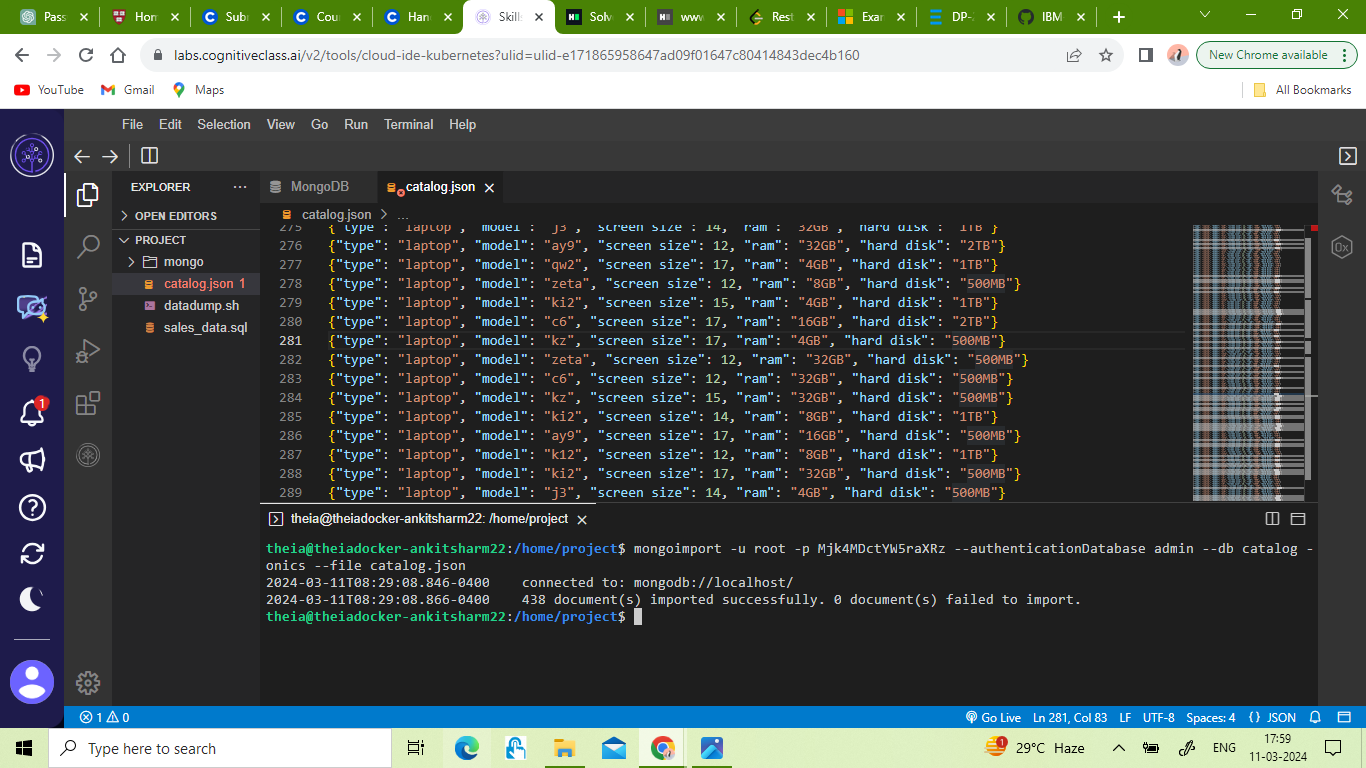 Pass
Hom
Subr
Cour
Han
Skills
Solv
www
Rest
Exar
DP-
IBM
labs.cognitiveclass.ai/v2/tools/cloud-ide-kubernetes?ulid=ulid-e171865958647ad09f01647c80414843dec4b160
New Chrome available
YouTube
Gmail
Maps
All Bookmarks
File Edit Selection View Go Run Terminal Help
EXPLORER
OPEN EDITORS
PROJECT
mongo
catalog.json 1
datadump.sh
sales_data.sql
MongoDB
catalog.json
catalog.json > ...
275 {"type": "laptop", "model": "j3", "screen size": 14, "ram": "32GB", "hard disk": "1TB"}
276 {"type": "laptop", "model": "ay9", "screen size": 12, "ram": "32GB", "hard disk": "2TB"}
277 {"type": "laptop", "model": "qw2", "screen size": 17, "ram": "4GB", "hard disk": "1TB"}
278 {"type": "laptop", "model": "zeta", "screen size": 12, "ram": "8GB", "hard disk": "500MB"}
279 {"type": "laptop", "model": "ki2", "screen size": 15, "ram": "4GB", "hard disk": "1TB"}
280 {"type": "laptop", "model": "c6", "screen size": 17, "ram": "16GB", "hard disk": "2TB"}
281 {"type": "laptop", "model": "kz", "screen size": 17, "ram": "4GB", "hard disk": "500MB"}
282 {"type": "laptop", "model": "zeta", "screen size": 12, "ram": "32GB", "hard disk": "500MB"}
283 {"type": "laptop", "model": "c6", "screen size": 12, "ram": "32GB", "hard disk": "500MB"}
284 {"type": "laptop", "model": "kz", "screen size": 15, "ram": "32GB", "hard disk": "500MB"}
285 {"type": "laptop", "model": "ki2", "screen size": 14, "ram": "8GB", "hard disk": "1TB"}
286 {"type": "laptop", "model": "ay9", "screen size": 17, "ram": "16GB", "hard disk": "500MB"}
287 {"type": "laptop", "model": "k12", "screen size": 12, "ram": "8GB", "hard disk": "1TB"}
288 {"type": "laptop", "model": "ki2", "screen size": 17, "ram": "32GB", "hard disk": "500MB"}
289 {"type": "laptop", "model": "j3", "screen size": 14, "ram": "4GB", "hard disk": "500MB"}
1
theia@theiadocker-ankitsharm22: /home/project
theia@theiadocker-ankitsharm22:/home/project$ mongoimport -u root -p Mjk4MDctYW5raXRz --authenticationDatabase admin --db catalog -
onics --file catalog.json
2024-03-11T08:29:08.846-0400 connected to: mongodb://localhost/
2024-03-11T08:29:08.866-0400 438 document(s) imported successfully. 0 document(s) failed to import.
theia@theiadocker-ankitsharm22:/home/project$
1 0
Go Live Ln 281, Col 83 LF UTF-8 Spaces: 4 {} JSON
Type here to search
1
29°C Haze
ENG
17:59
11-03-2024